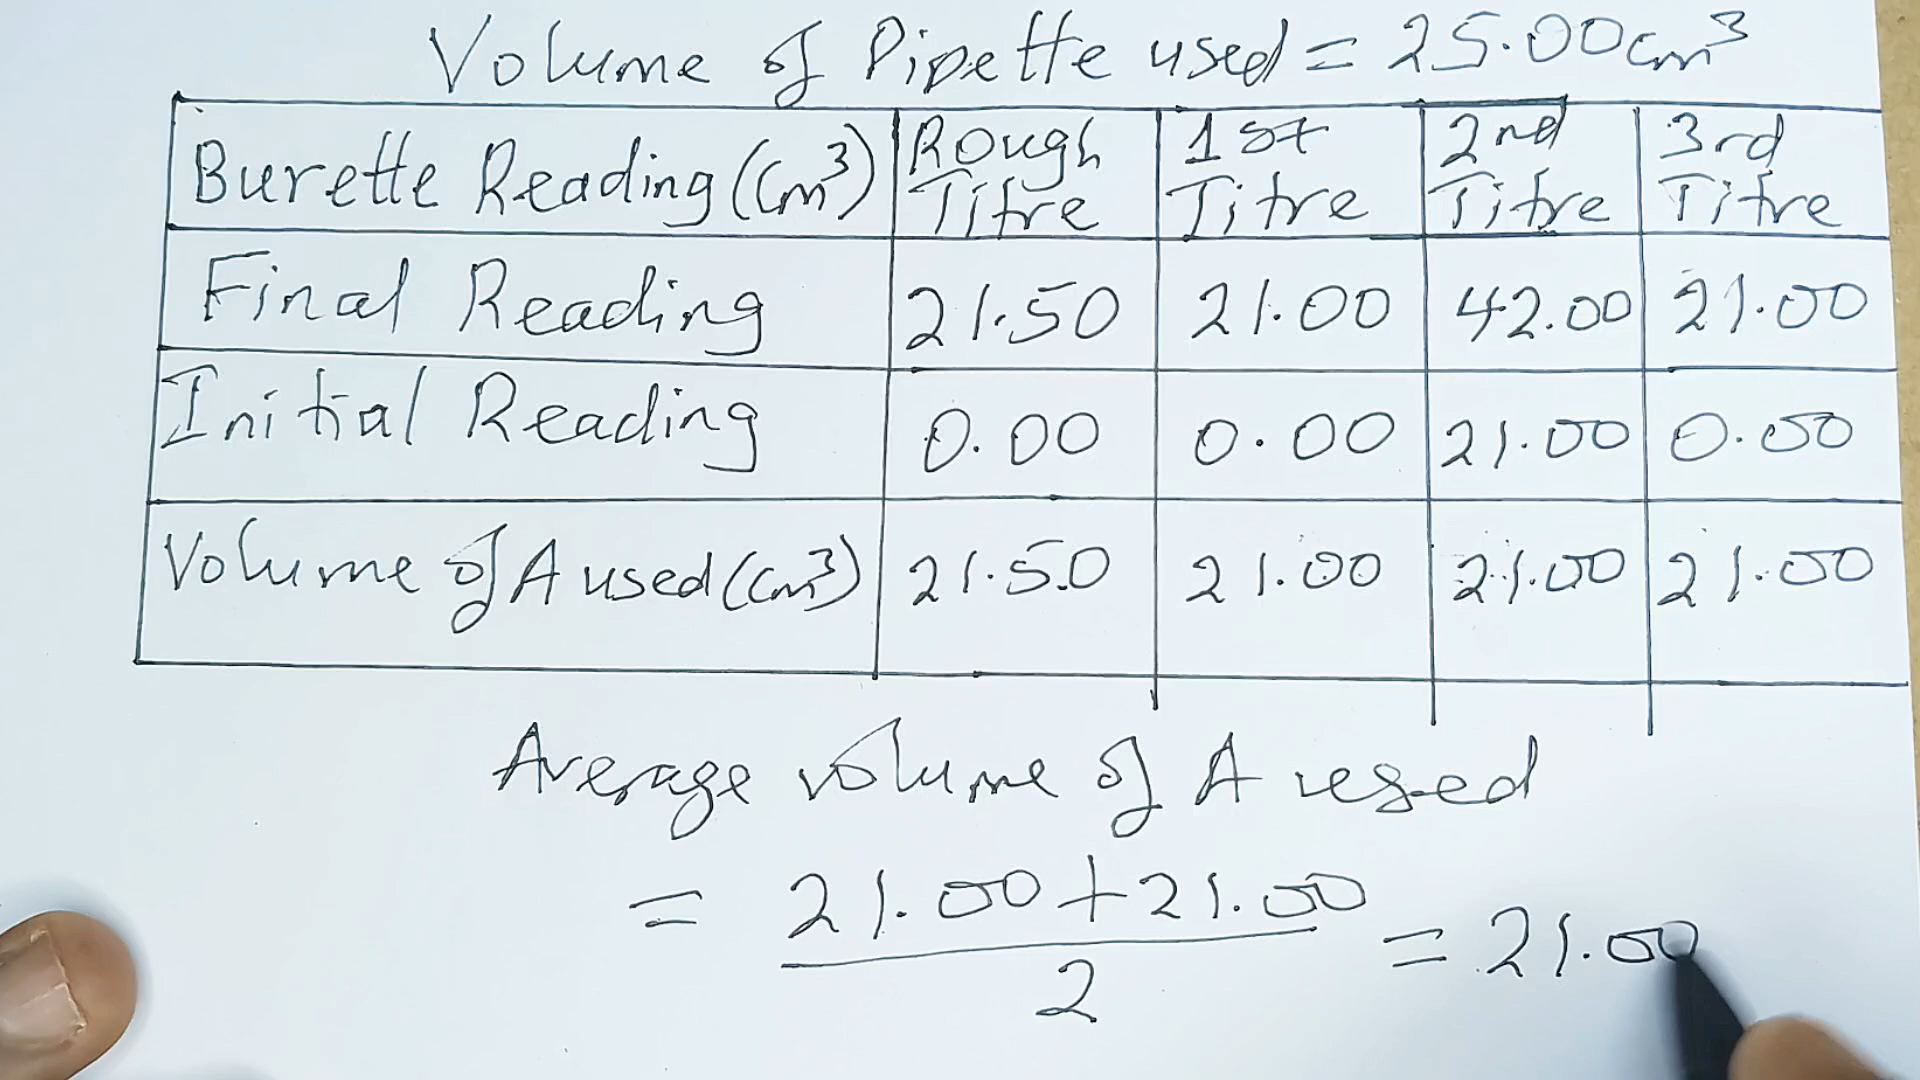 Volume of Pipette used = 25.00cm³
Burette Reading (cm³) Rough Titre 1st Titre 2nd Titre 3rd Titre
Final Reading 21.50 21.00 42.00 21.00
Initial Reading 0.00 0.00 21.00 0.00
Volume of A used (cm³) 21.50 21.00 21.00 21.00
Average volume of A used
= 21.00 + 21.00 / 2 = 21.00